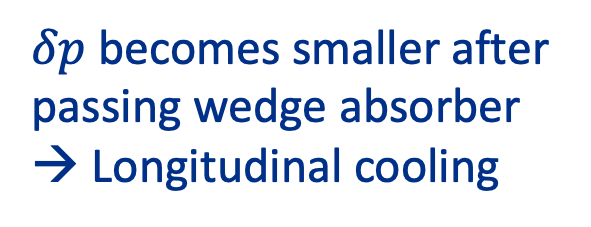 δp becomes smaller after
passing wedge absorber
→ Longitudinal cooling